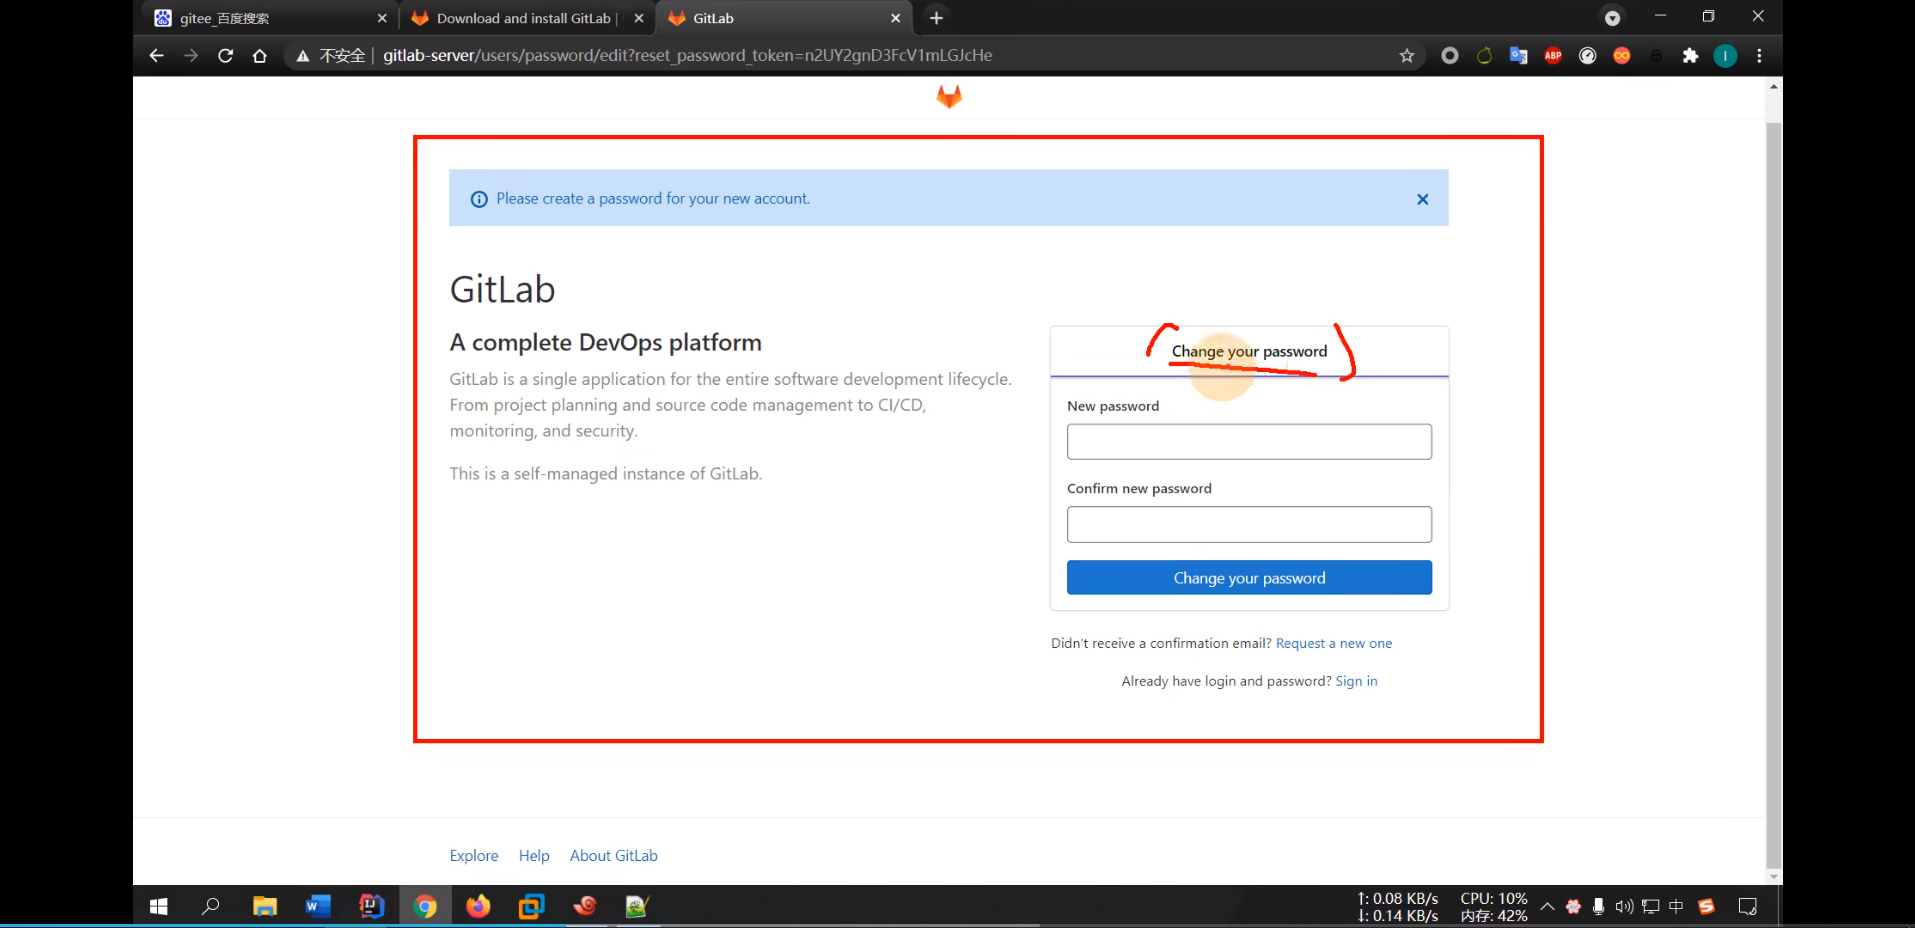 gitee_百度搜索
Download and install GitLab |
GitLab
不安全 | gitlab-server/users/password/edit?reset_password_token=n2UY2gnD3FcV1mLGJcHe
ABP
I
Please create a password for your new account.
GitLab
A complete DevOps platform
GitLab is a single application for the entire software development lifecycle.
From project planning and source code management to CI/CD,
monitoring, and security.
This is a self-managed instance of GitLab.
Change your password
New password
Confirm new password
Change your password
Didn't receive a confirmation email? Request a new one
Already have login and password? Sign in
Explore Help About GitLab
↑: 0.08 KB/s CPU: 10%
↓: 0.14 KB/s 内存: 42%
中